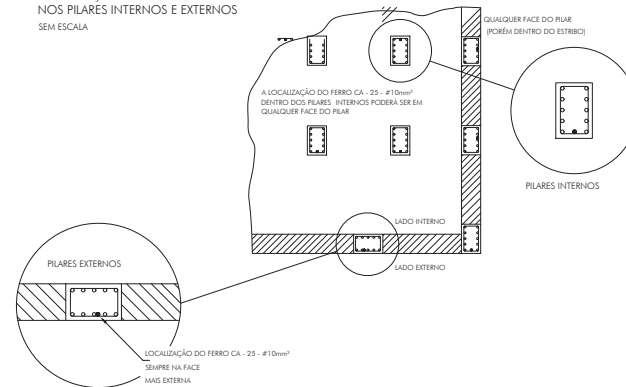 NOS PILARES INTERNOS E EXTERNOS
SEM ESCALA
QUALQUER FACE DO PILAR
(PORÉM DENTRO DO ESTRIBO)
A LOCALIZAÇÃO DO FERRO CA - 25 - #10mm²
DENTRO DOS PILARES INTERNOS PODERÁ SER EM
QUALQUER FACE DO PILAR
PILARES INTERNOS
LADO INTERNO
LADO EXTERNO
PILARES EXTERNOS
LOCALIZAÇÃO DO FERRO CA - 25 - #10mm²
SEMPRE NA FACE
MAIS EXTERNA